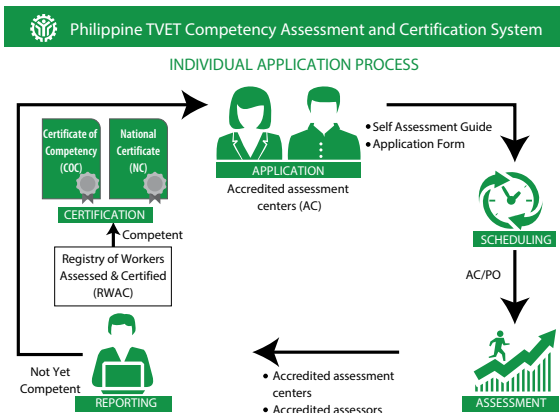 Philippine TVET Competency Assessment and Certification System
INDIVIDUAL APPLICATION PROCESS
Certificate of
Competency
(COC)
National
Certificate
(NC)
CERTIFICATION
Competent
Registry of Workers
Assessed & Certified
(RWAC)
APPLICATION
Accredited assessment
centers (AC)
• Self Assessment Guide
• Application Form
SCHEDULING
AC/PO
ASSESSMENT
• Accredited assessment
centers
• Accredited assessors
REPORTING
Not Yet
Competent